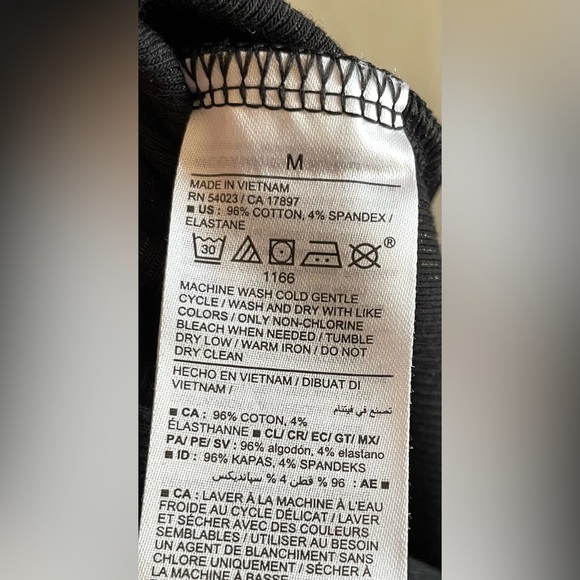 M
MADE IN VIETNAM
RN 54023 / CA 17897
■ US : 96% COTTON, 4% SPANDEX /
ELASTANE
30
®
1166
MACHINE WASH COLD GENTLE
CYCLE / WASH AND DRY WITH LIKE
COLORS / ONLY NON-CHLORINE
BLEACH WHEN NEEDED / TUMBLE
DRY LOW / WARM IRON / DO NOT
DRY CLEAN
HECHO EN VIETNAM / DIBUAT DI
VIETNAM /
تصنع في فيتنام
■ CA : 96% COTON, 4%
ÉLASTHANNE ■ CL/ CR/ EC/ GT/ MX/
PA/ PE/ SV : 96% algodón, 4% elastano
■ ID : 96% KAPAS, 4% SPANDEKS
■ AE : 96 % قطن 4 % سباندیکس
■ CA : LAVER À LA MACHINE À L'EAU
FROIDE AU CYCLE DÉLICAT / LAVER
ET SÉCHER AVEC DES COULEURS
SEMBLABLES / UTILISER AU BESOIN
UN AGENT DE BLANCHIMENT SANS
CHLORE UNIQUEMENT / SÉCHER À
LA MACHINE À BASSE